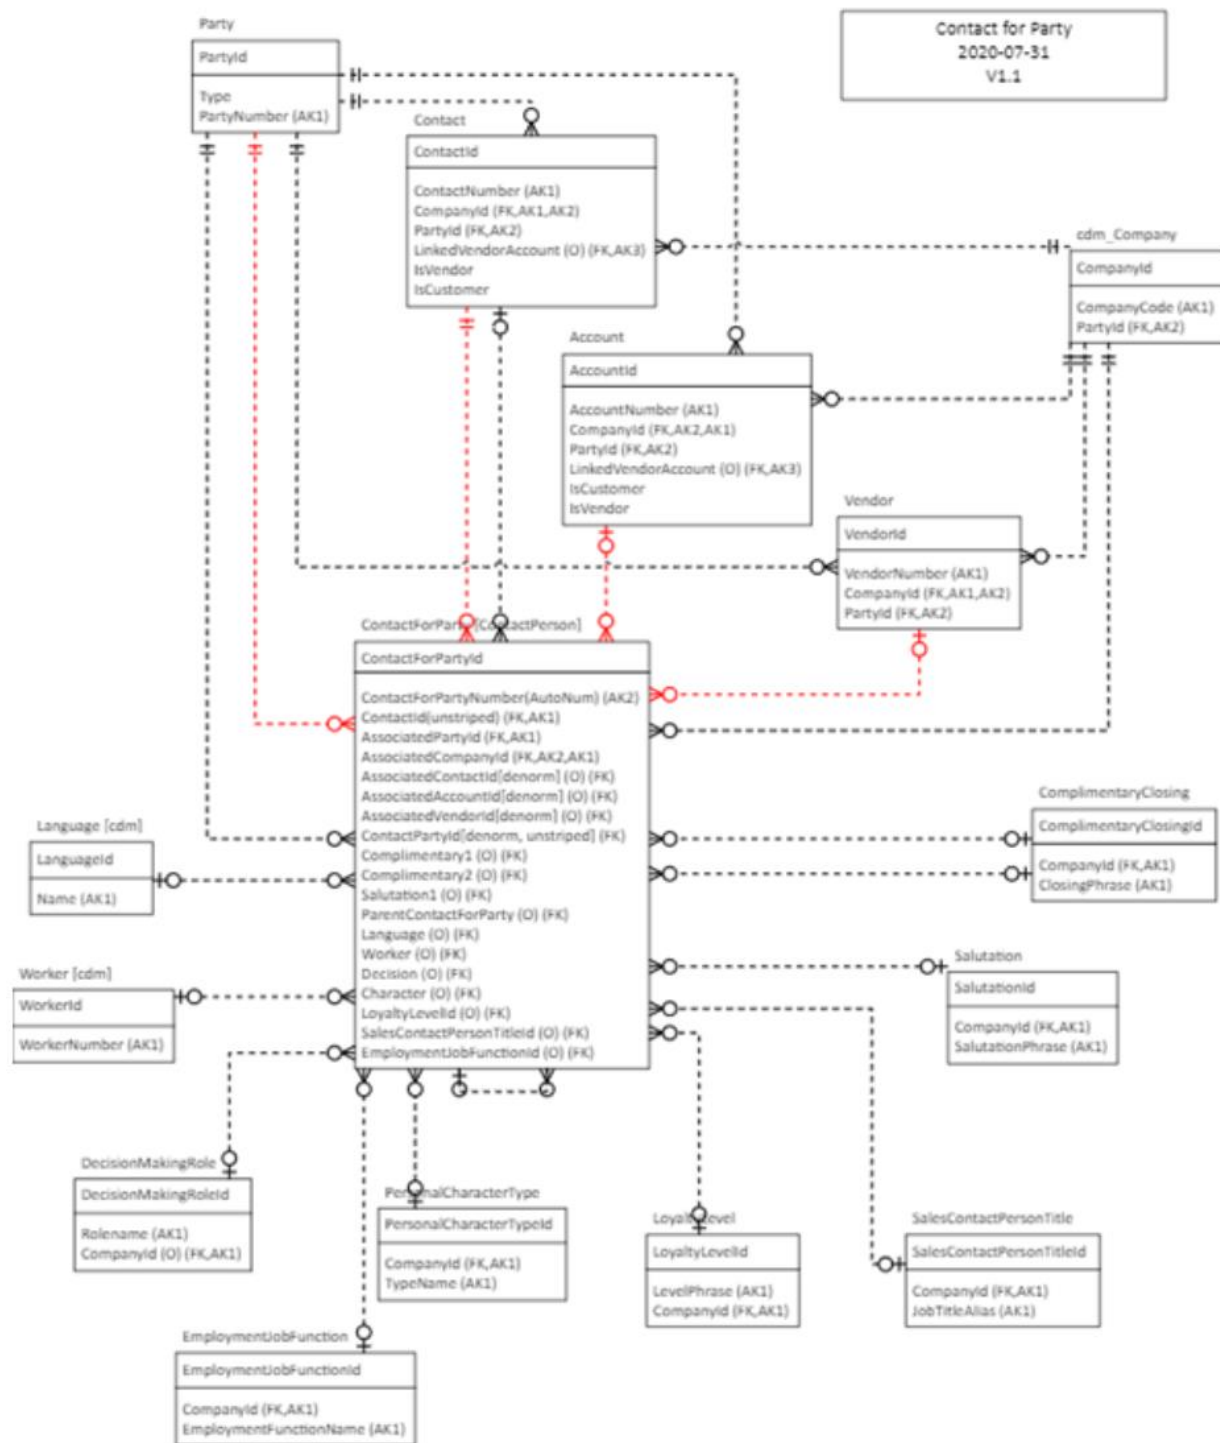 Contact for Party
2020-07-31
V1.1
Party
PartyId
Type
PartyNumber (AK1)
Contact
ContactId
ContactNumber (AK1)
CompanyId (FK,AK1,AK2)
PartyId (FK,AK2)
LinkedVendorAccount (O) (FK,AK3)
IsVendor
IsCustomer
cdm_Company
CompanyId
CompanyCode (AK1)
PartyId (FK,AK2)
Account
AccountId
AccountNumber (AK1)
CompanyId (FK,AK2,AK1)
PartyId (FK,AK2)
LinkedVendorAccount (O) (FK,AK3)
IsCustomer
IsVendor
Vendor
VendorId
VendorNumber (AK1)
CompanyId (FK,AK1,AK2)
PartyId (FK,AK2)
ContactForParty [ContactPerson]
ContactForPartyId
ContactForPartyNumber(AutoNum) (AK2)
ContactId(unstriped) (FK,AK1)
AssociatedPartyId (FK,AK1)
AssociatedCompanyId (FK,AK2,AK1)
AssociatedContactId[denorm] (O) (FK)
AssociatedAccountId[denorm] (O) (FK)
AssociatedVendorId[denorm] (O) (FK)
ContactPartyId[denorm, unstriped] (FK)
Complimentary1 (O) (FK)
Complimentary2 (O) (FK)
Salutation1 (O) (FK)
ParentContactForParty (O) (FK)
Language (O) (FK)
Worker (O) (FK)
Decision (O) (FK)
Character (O) (FK)
LoyaltyLevelId (O) (FK)
SalesContactPersonTitleId (O) (FK)
EmploymentJobFunctionId (O) (FK)
Language [cdm]
LanguageId
Name (AK1)
Worker [cdm]
WorkerId
WorkerNumber (AK1)
ComplimentaryClosing
ComplimentaryClosingId
CompanyId (FK,AK1)
ClosingPhrase (AK1)
Salutation
SalutationId
CompanyId (FK,AK1)
SalutationPhrase (AK1)
DecisionMakingRole
DecisionMakingRoleId
Rolename (AK1)
CompanyId (O) (FK,AK1)
PersonalCharacterType
PersonalCharacterTypeId
CompanyId (FK,AK1)
TypeName (AK1)
LoyaltyLevel
LoyaltyLevelId
LevelPhrase (AK1)
CompanyId (FK,AK1)
SalesContactPersonTitle
SalesContactPersonTitleId
CompanyId (FK,AK1)
JobTitleAlias (AK1)
EmploymentJobFunction
EmploymentJobFunctionId
CompanyId (FK,AK1)
EmploymentFunctionName (AK1)